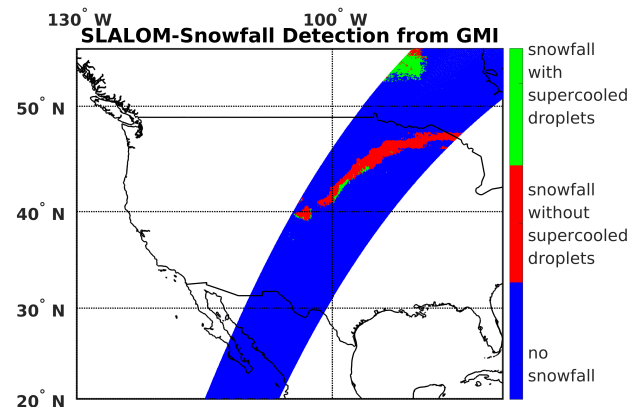 130° W 100° W
SLALOM-Snowfall Detection from GMI
50° N
40° N
30° N
20° N
snowfall
with
supercooled
droplets
snowfall
without
supercooled
droplets
no
snowfall